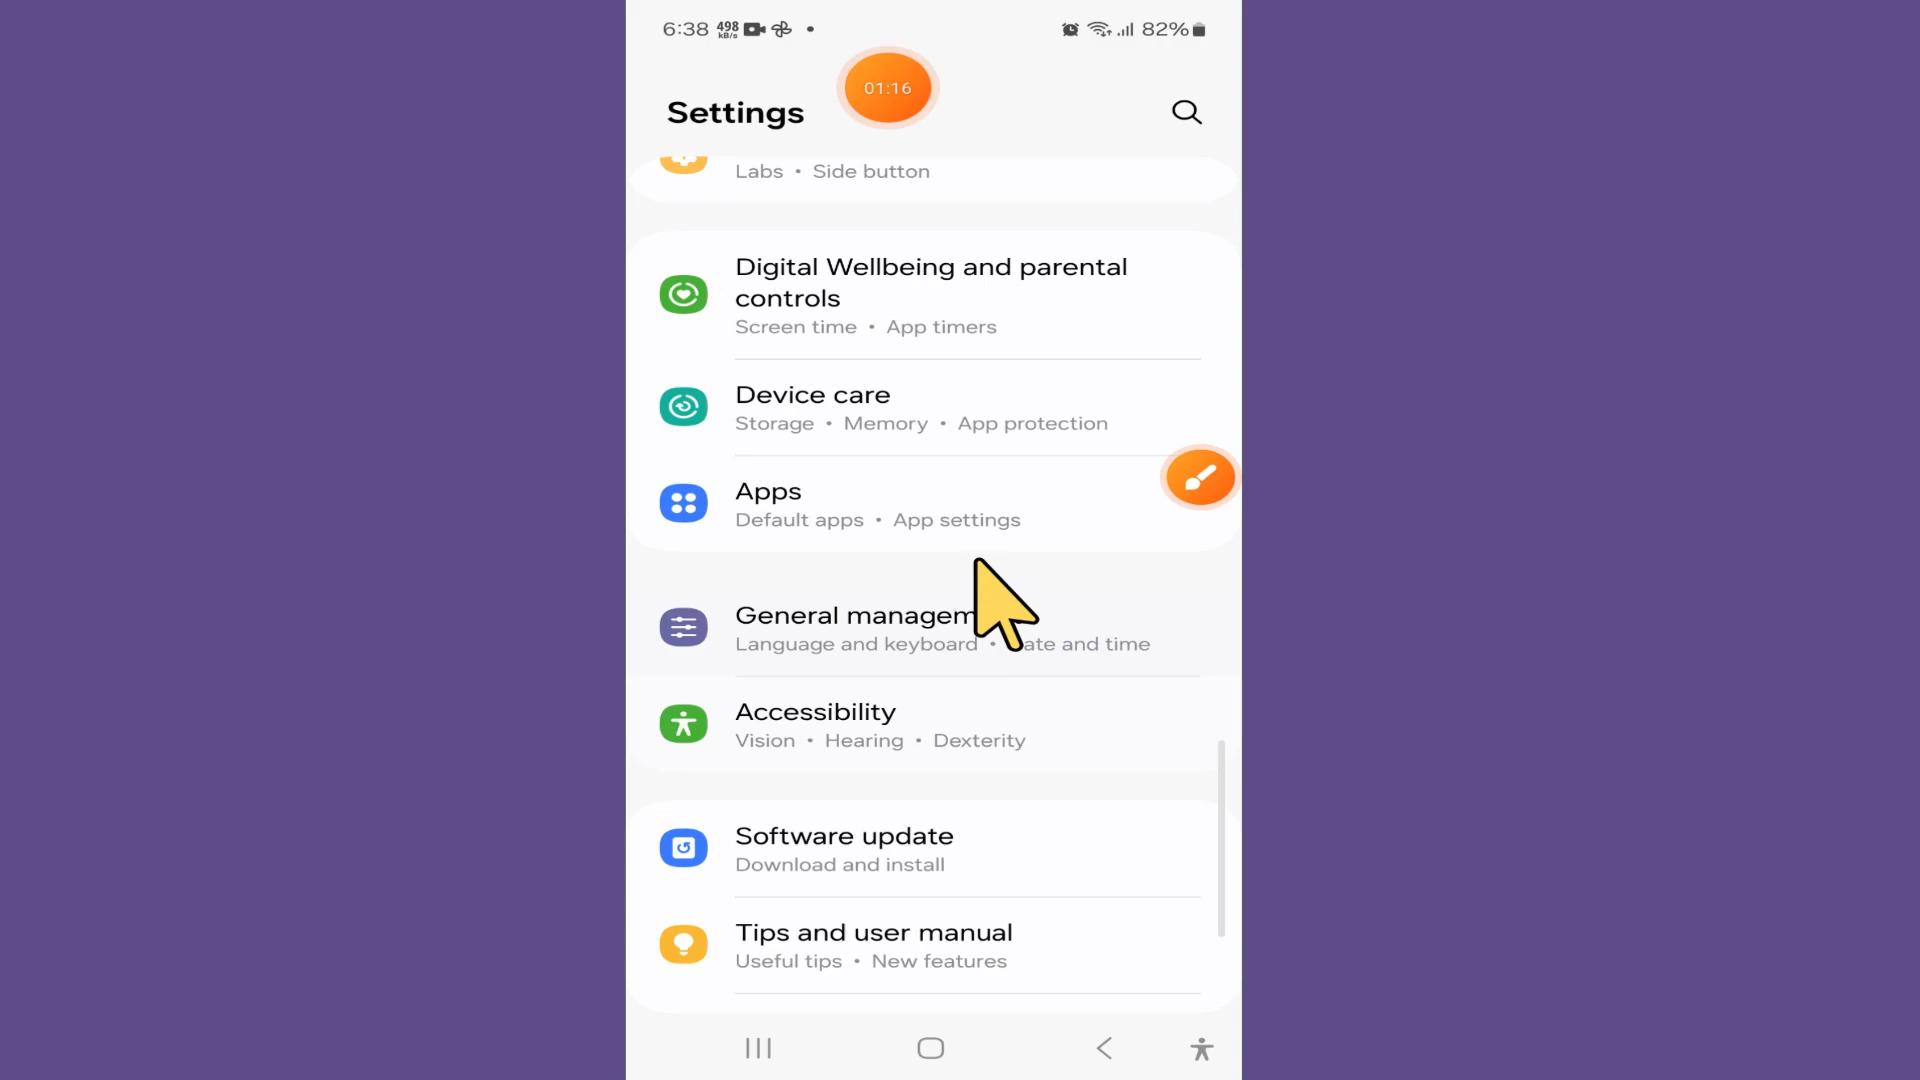 6:38 498 kB/s 82%
01:16
Settings
Labs • Side button
Digital Wellbeing and parental
controls
Screen time • App timers
Device care
Storage • Memory • App protection
Apps
Default apps • App settings
General managem
Language and keyboard • ate and time
Accessibility
Vision • Hearing • Dexterity
Software update
Download and install
Tips and user manual
Useful tips • New features